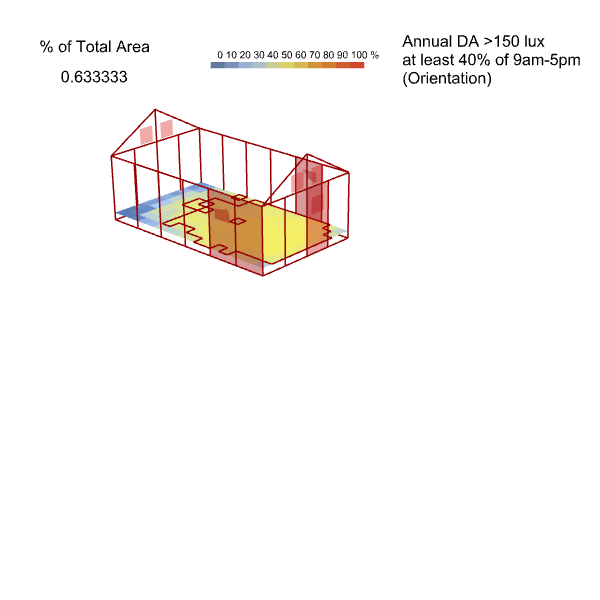 % of Total Area
0.633333
0 10 20 30 40 50 60 70 80 90 100 %
Annual DA >150 lux
at least 40% of 9am-5pm
(Orientation)